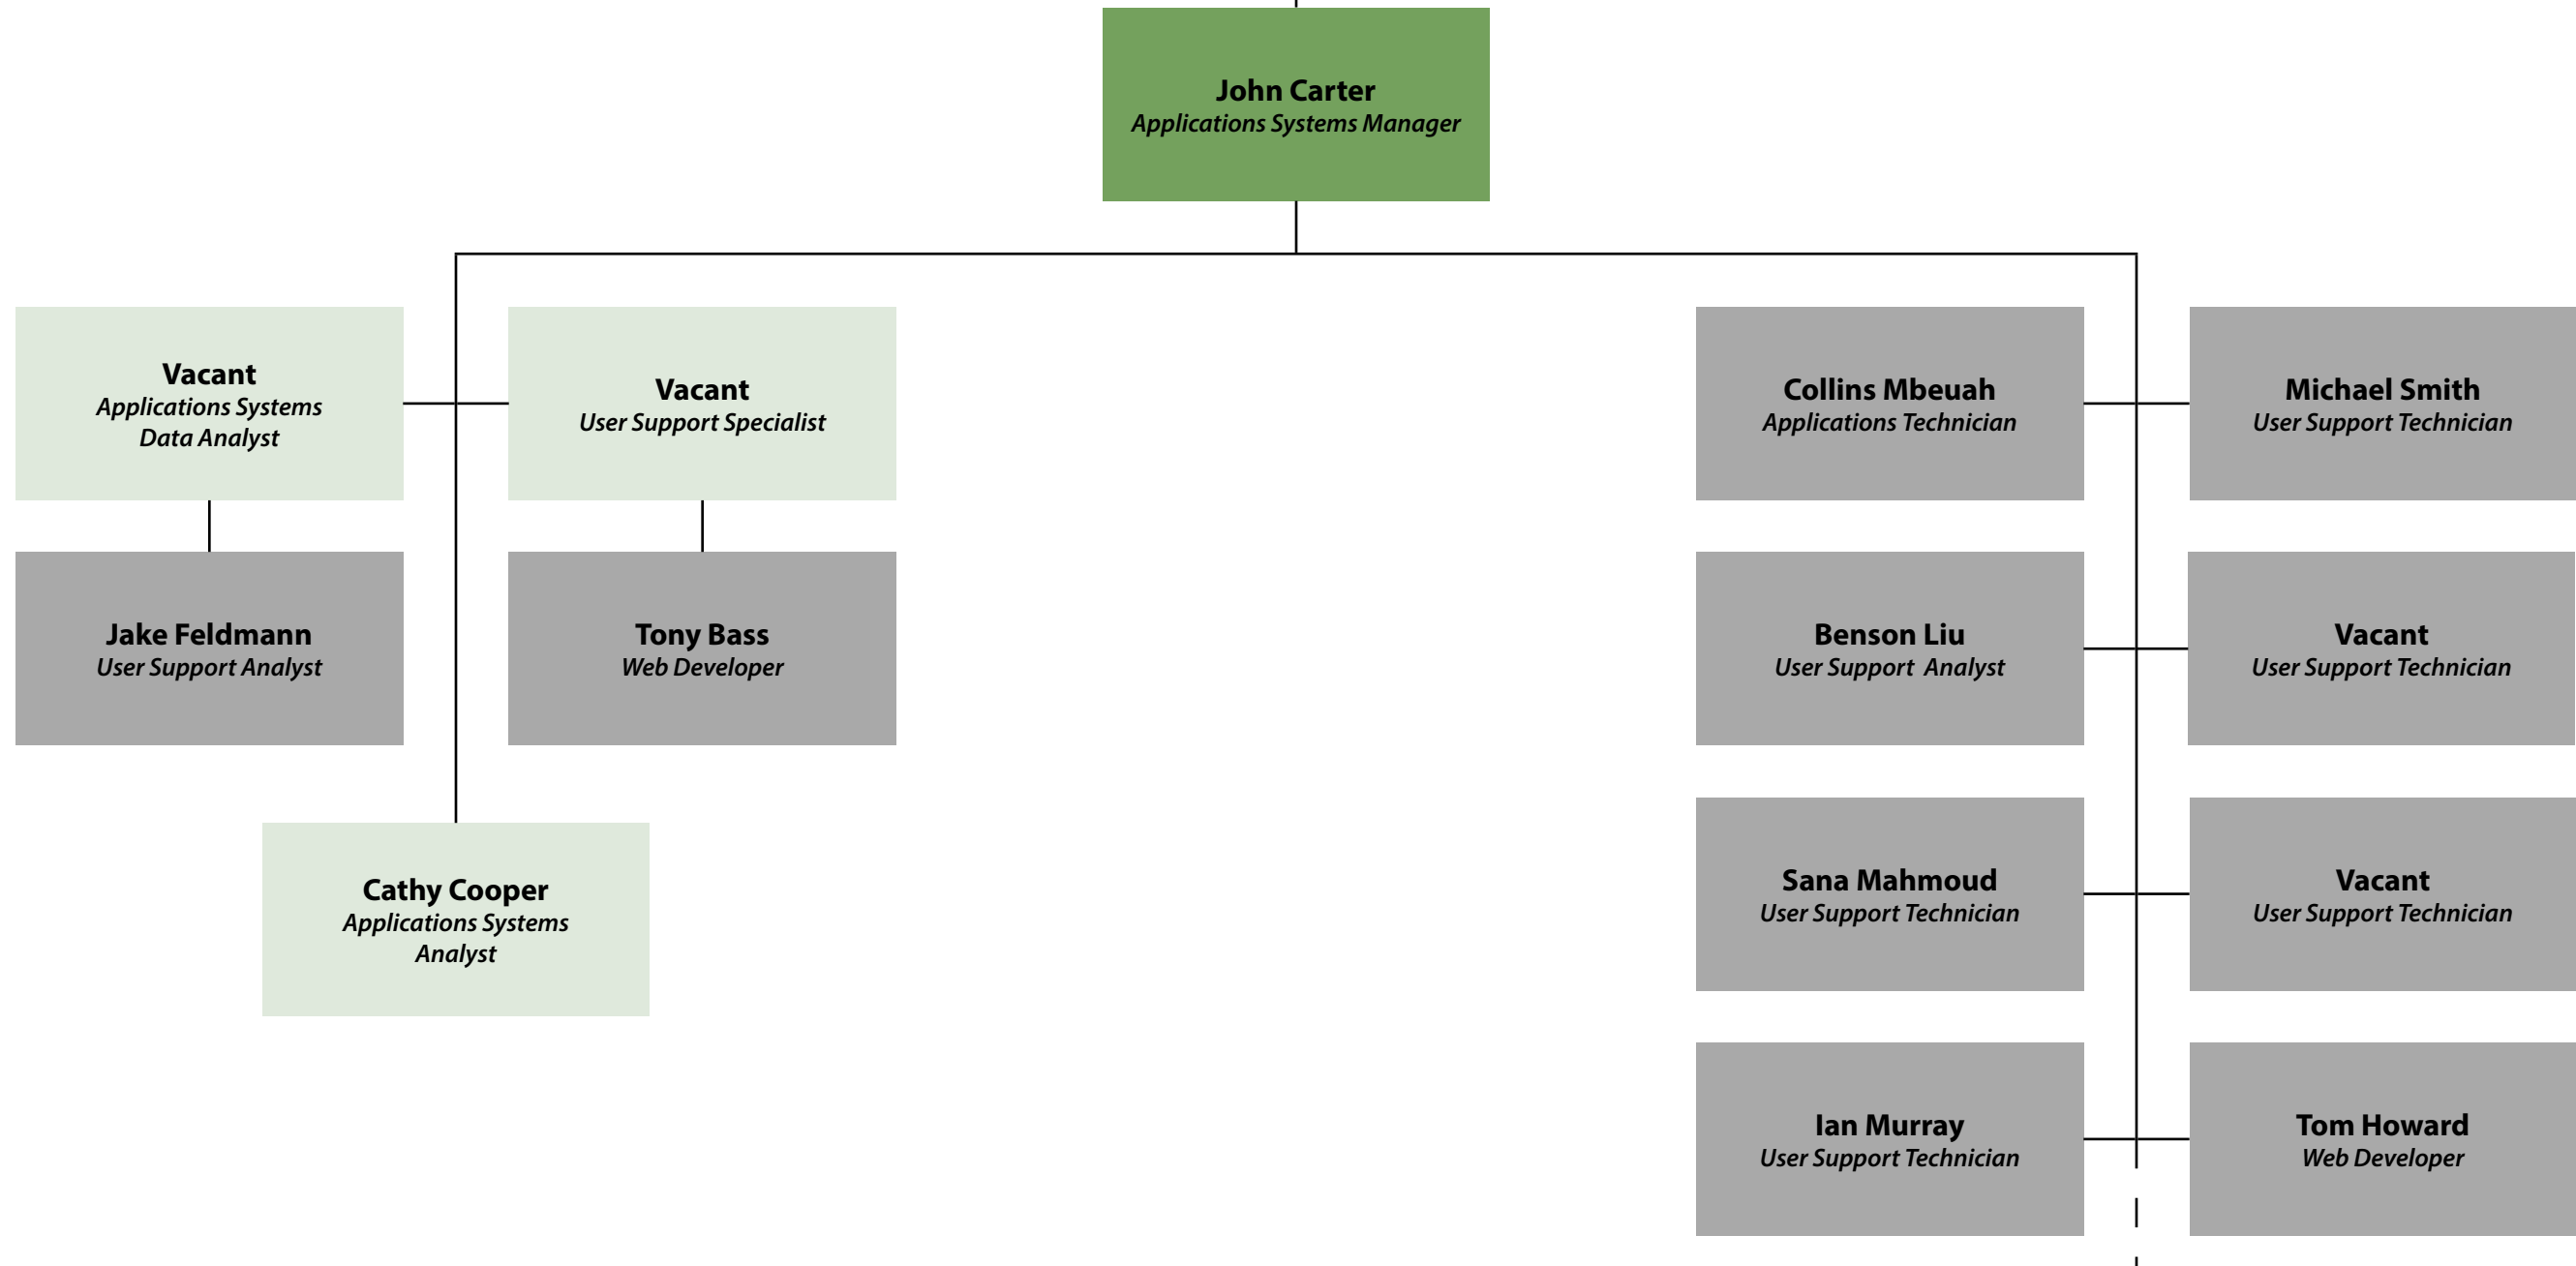 John Carter
Applications Systems Manager
Vacant
Applications Systems
Data Analyst
Vacant
User Support Specialist
Collins Mbeuah
Applications Technician
Michael Smith
User Support Technician
Jake Feldmann
User Support Analyst
Tony Bass
Web Developer
Benson Liu
User Support  Analyst
Vacant
User Support Technician
Cathy Cooper
Applications Systems
Analyst
Sana Mahmoud
User Support Technician
Vacant
User Support Technician
Ian Murray
User Support Technician
Tom Howard
Web Developer